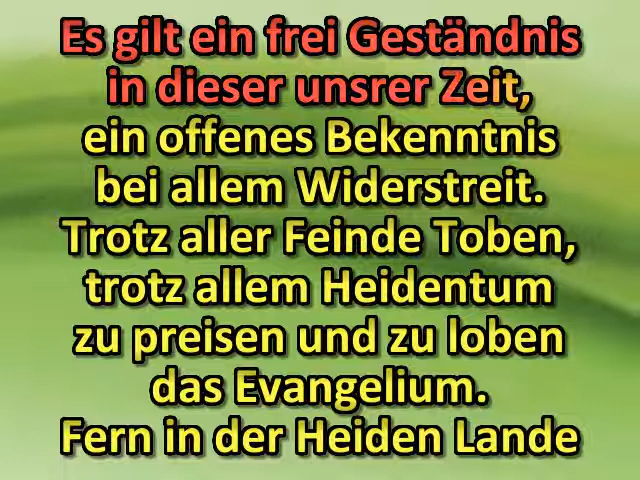 Es gilt ein frei Geständnis
in dieser unsrer Zeit,
ein offenes Bekenntnis
bei allem Widerstreit.
Trotz aller Feinde Toben,
trotz allem Heidentum
zu preisen und zu loben
das Evangelium.
Fern in der Heiden Lande